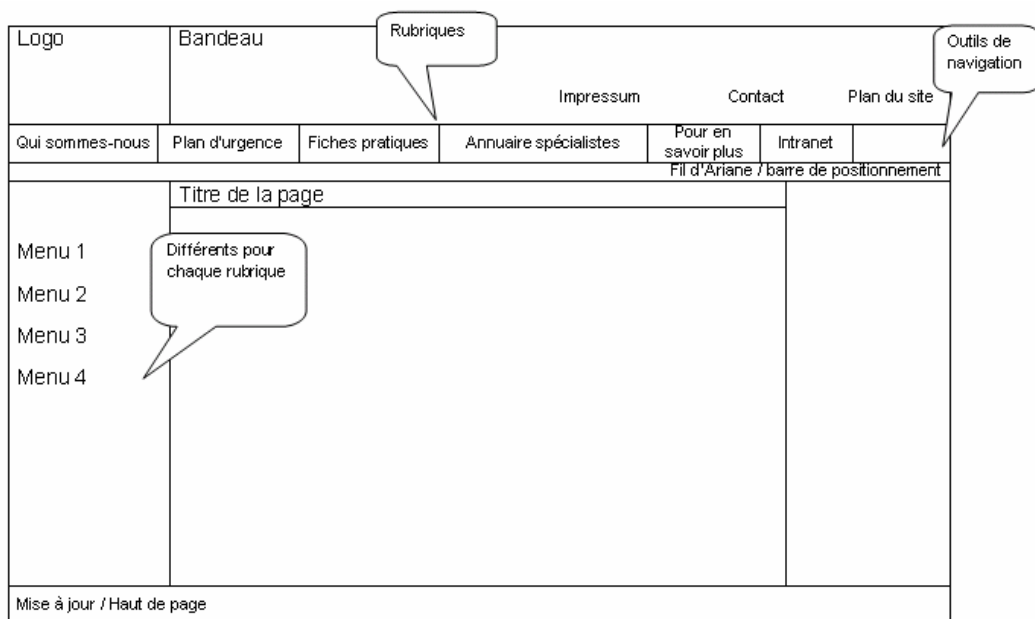 Logo
Bandeau
Rubriques
Outils de
navigation
Impressum
Contact
Plan du site
Qui sommes-nous
Plan d'urgence
Fiches pratiques
Annuaire spécialistes
Pour en
savoir plus
Intranet
Fil d'Ariane / barre de positionnement
Titre de la page
Menu 1
Différents pour
chaque rubrique
Menu 2
Menu 3
Menu 4
Mise à jour / Haut de page